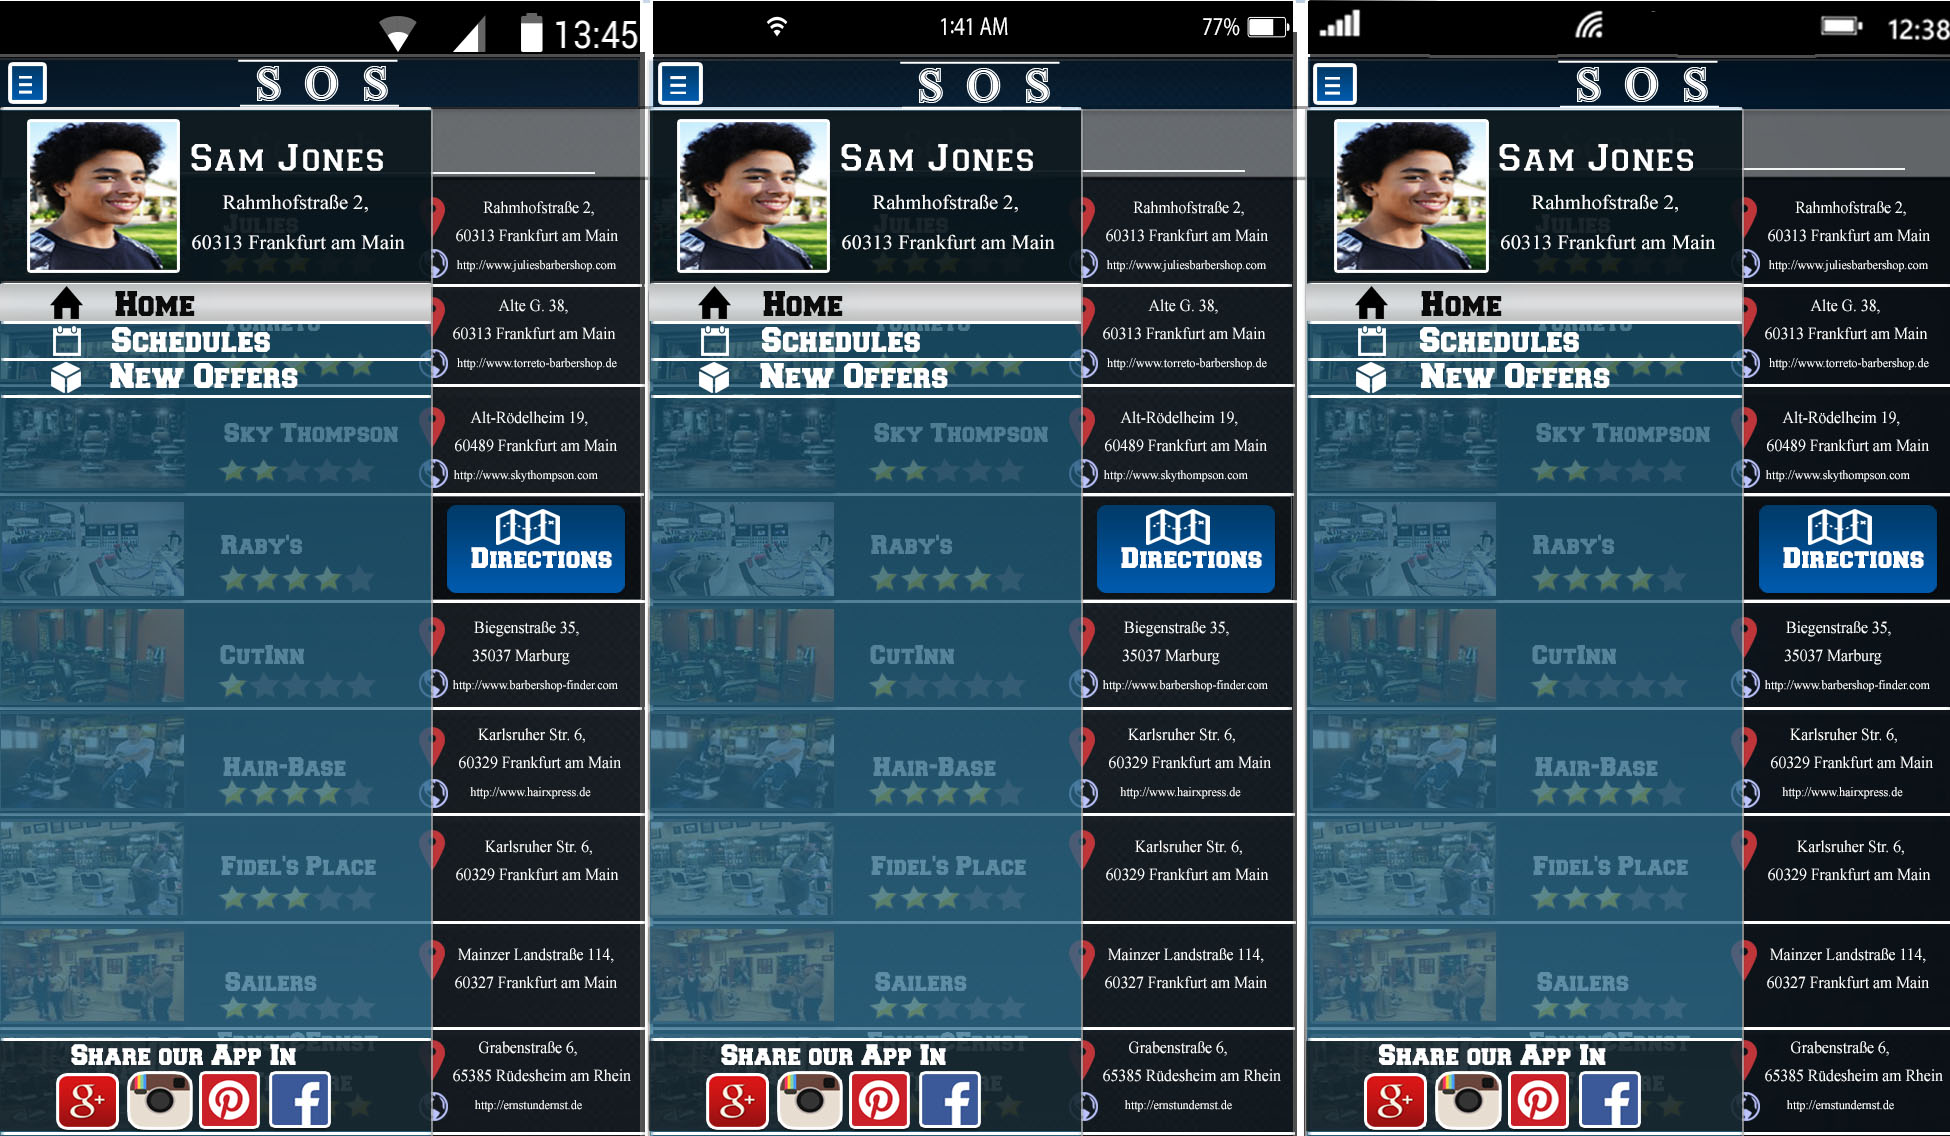 13:45
S O S
SAM JONES
Rahmhofstraße 2,
60313 Frankfurt am Main
HOME
SCHEDULES
NEW OFFERS
JULIES
TORRETO
SKY THOMPSON
RABY'S
CUTINN
HAIR-BASE
FIDEL'S PLACE
SAILERS
SHARE OUR APP IN
g+
f
Rahmhofstraße 2,
60313 Frankfurt am Main
http://www.juliesbarbershop.com
Alte G. 38,
60313 Frankfurt am Main
http://www.torreto-barbershop.de
Alt-Rödelheim 19,
60489 Frankfurt am Main
http://www.skythompson.com
DIRECTIONS
Biegenstraße 35,
35037 Marburg
http://www.barbershop-finder.com
Karlsruher Str. 6,
60329 Frankfurt am Main
http://www.hairxpress.de
Karlsruher Str. 6,
60329 Frankfurt am Main
Mainzer Landstraße 114,
60327 Frankfurt am Main
Grabenstraße 6,
65385 Rüdesheim am Rhein
http://ernstundernst.de
1:41 AM
77%
S O S
SAM JONES
Rahmhofstraße 2,
60313 Frankfurt am Main
HOME
SCHEDULES
NEW OFFERS
JULIES
TORRETO
SKY THOMPSON
RABY'S
CUTINN
HAIR-BASE
FIDEL'S PLACE
SAILERS
SHARE OUR APP IN
g+
f
Rahmhofstraße 2,
60313 Frankfurt am Main
http://www.juliesbarbershop.com
Alte G. 38,
60313 Frankfurt am Main
http://www.torreto-barbershop.de
Alt-Rödelheim 19,
60489 Frankfurt am Main
http://www.skythompson.com
DIRECTIONS
Biegenstraße 35,
35037 Marburg
http://www.barbershop-finder.com
Karlsruher Str. 6,
60329 Frankfurt am Main
http://www.hairxpress.de
Karlsruher Str. 6,
60329 Frankfurt am Main
Mainzer Landstraße 114,
60327 Frankfurt am Main
Grabenstraße 6,
65385 Rüdesheim am Rhein
http://ernstundernst.de
12:38
S O S
SAM JONES
Rahmhofstraße 2,
60313 Frankfurt am Main
HOME
SCHEDULES
NEW OFFERS
JULIES
TORRETO
SKY THOMPSON
RABY'S
CUTINN
HAIR-BASE
FIDEL'S PLACE
SAILERS
SHARE OUR APP IN
g+
f
Rahmhofstraße 2,
60313 Frankfurt am Main
http://www.juliesbarbershop.com
Alte G. 38,
60313 Frankfurt am Main
http://www.torreto-barbershop.de
Alt-Rödelheim 19,
60489 Frankfurt am Main
http://www.skythompson.com
DIRECTIONS
Biegenstraße 35,
35037 Marburg
http://www.barbershop-finder.com
Karlsruher Str. 6,
60329 Frankfurt am Main
http://www.hairxpress.de
Karlsruher Str. 6,
60329 Frankfurt am Main
Mainzer Landstraße 114,
60327 Frankfurt am Main
Grabenstraße 6,
65385 Rüdesheim am Rhein
http://ernstundernst.de